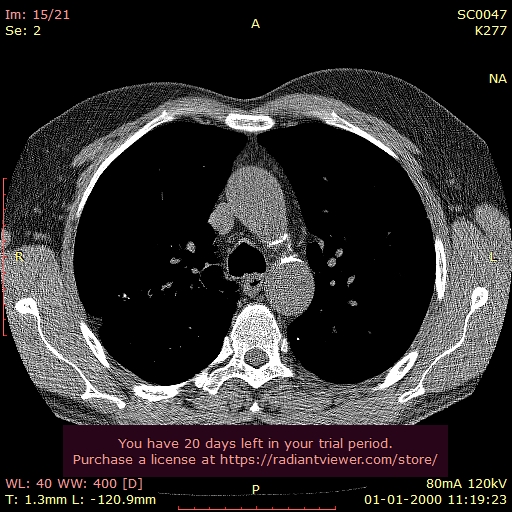 Im: 15/21
Se: 2
A
SC0047
K277
NA
R
L
You have 20 days left in your trial period.
Purchase a license at https://radiantviewer.com/store/
WL: 40 WW: 400 [D]
T: 1.3mm L: -120.9mm
P
80mA 120kV
01-01-2000 11:19:23